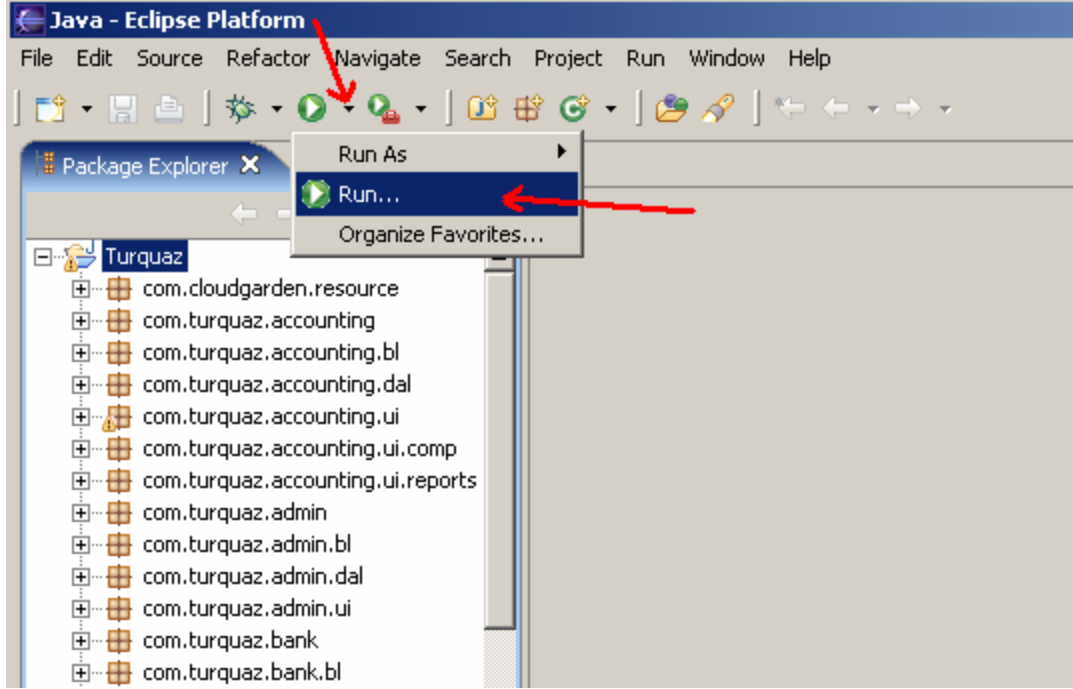 Java - Eclipse Platform
File Edit Source Refactor Navigate Search Project Run Window Help
Package Explorer
Run As
Run...
Organize Favorites...
Turquaz
com.cloudgarden.resource
com.turquaz.accounting
com.turquaz.accounting.bl
com.turquaz.accounting.dal
com.turquaz.accounting.ui
com.turquaz.accounting.ui.comp
com.turquaz.accounting.ui.reports
com.turquaz.admin
com.turquaz.admin.bl
com.turquaz.admin.dal
com.turquaz.admin.ui
com.turquaz.bank
com.turquaz.bank.bl